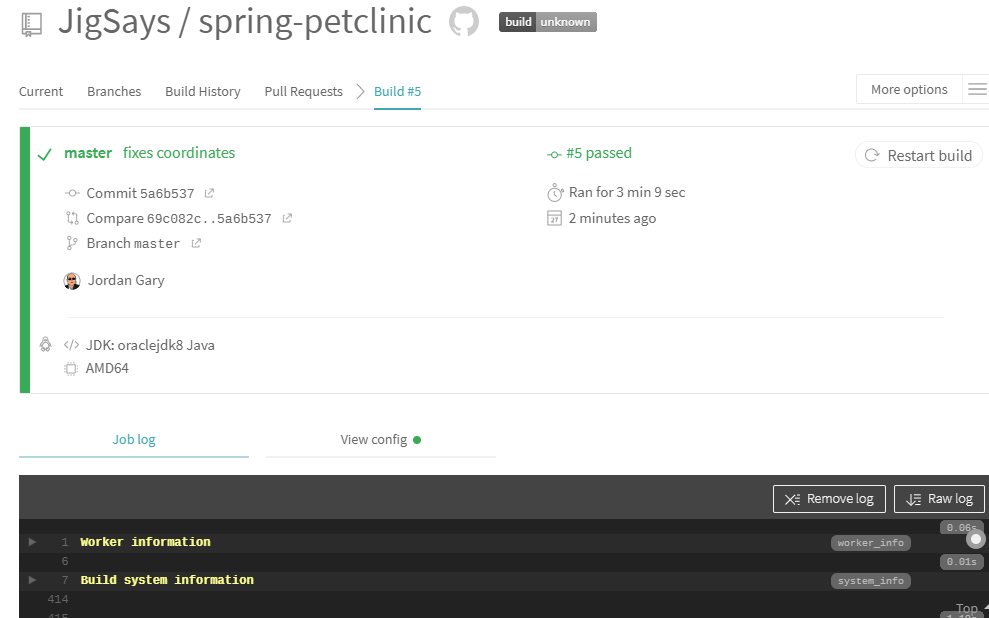 JigSays / spring-petclinic build unknown
Current Branches Build History Pull Requests Build #5 More options
master fixes coordinates #5 passed Restart build
Commit 5a6b537 Ran for 3 min 9 sec
Compare 69c082c..5a6b537 2 minutes ago
Branch master
Jordan Gary
JDK: oraclejdk8 Java
AMD64
Job log View config
Remove log Raw log
0.06s
1 Worker information worker_info
6 0.01s
7 Build system information system_info
414
Top
415